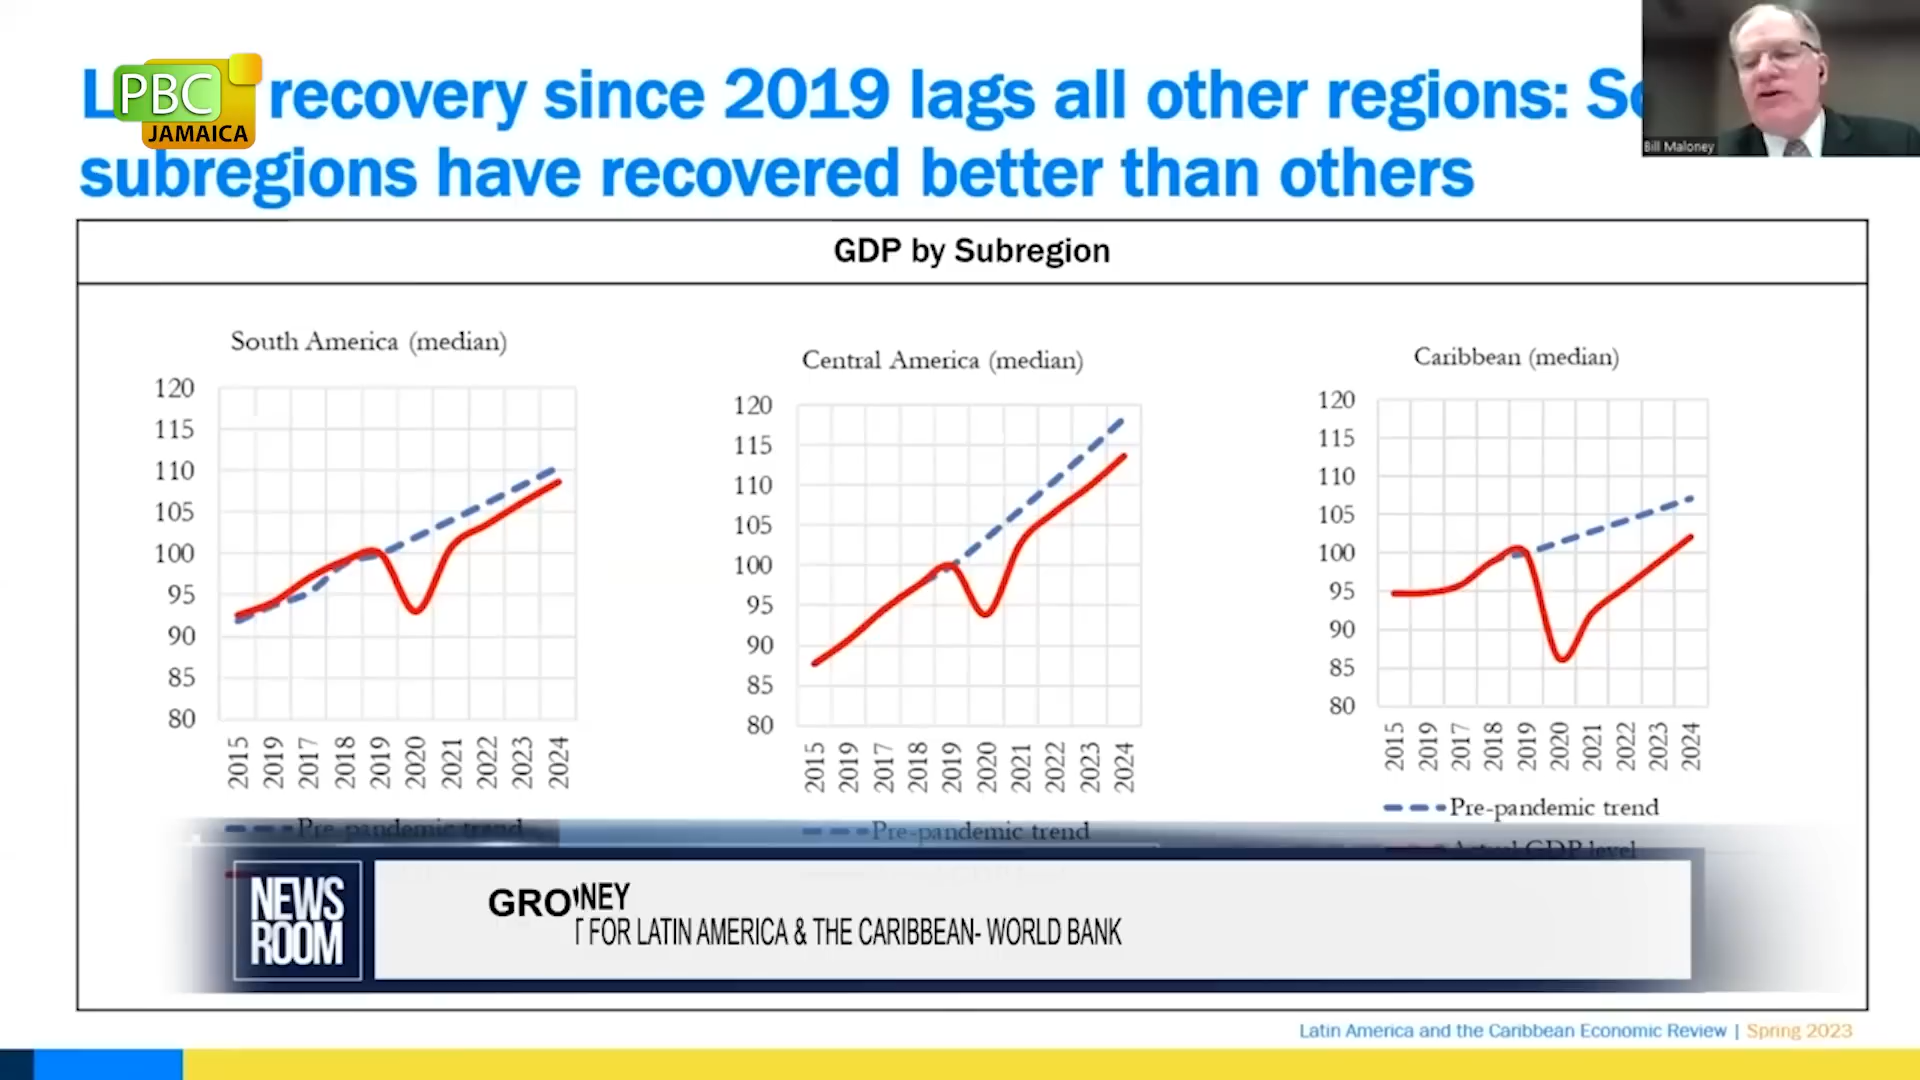 PBC
JAMAICA
recovery since 2019 lags all other regions:
subregions have recovered better than others
Bill Maloney
GDP by Subregion
South America (median)
120
115
110
105
100
95
90
85
80
2015 2019 2017 2018 2019 2020 2021 2022 2023 2024
Pre-pandemic trend
Central America (median)
120
115
110
105
100
95
90
85
80
2015 2019 2017 2018 2019 2020 2021 2022 2023 2024
Pre-pandemic trend
Caribbean (median)
120
115
110
105
100
95
90
85
80
2015 2019 2017 2018 2019 2020 2021 2022 2023 2024
Pre-pandemic trend
Actual GDP level
NEWS
ROOM
GRO NEY
FOR LATIN AMERICA & THE CARIBBEAN- WORLD BANK
Latin America and the Caribbean Economic Review | Spring 2023